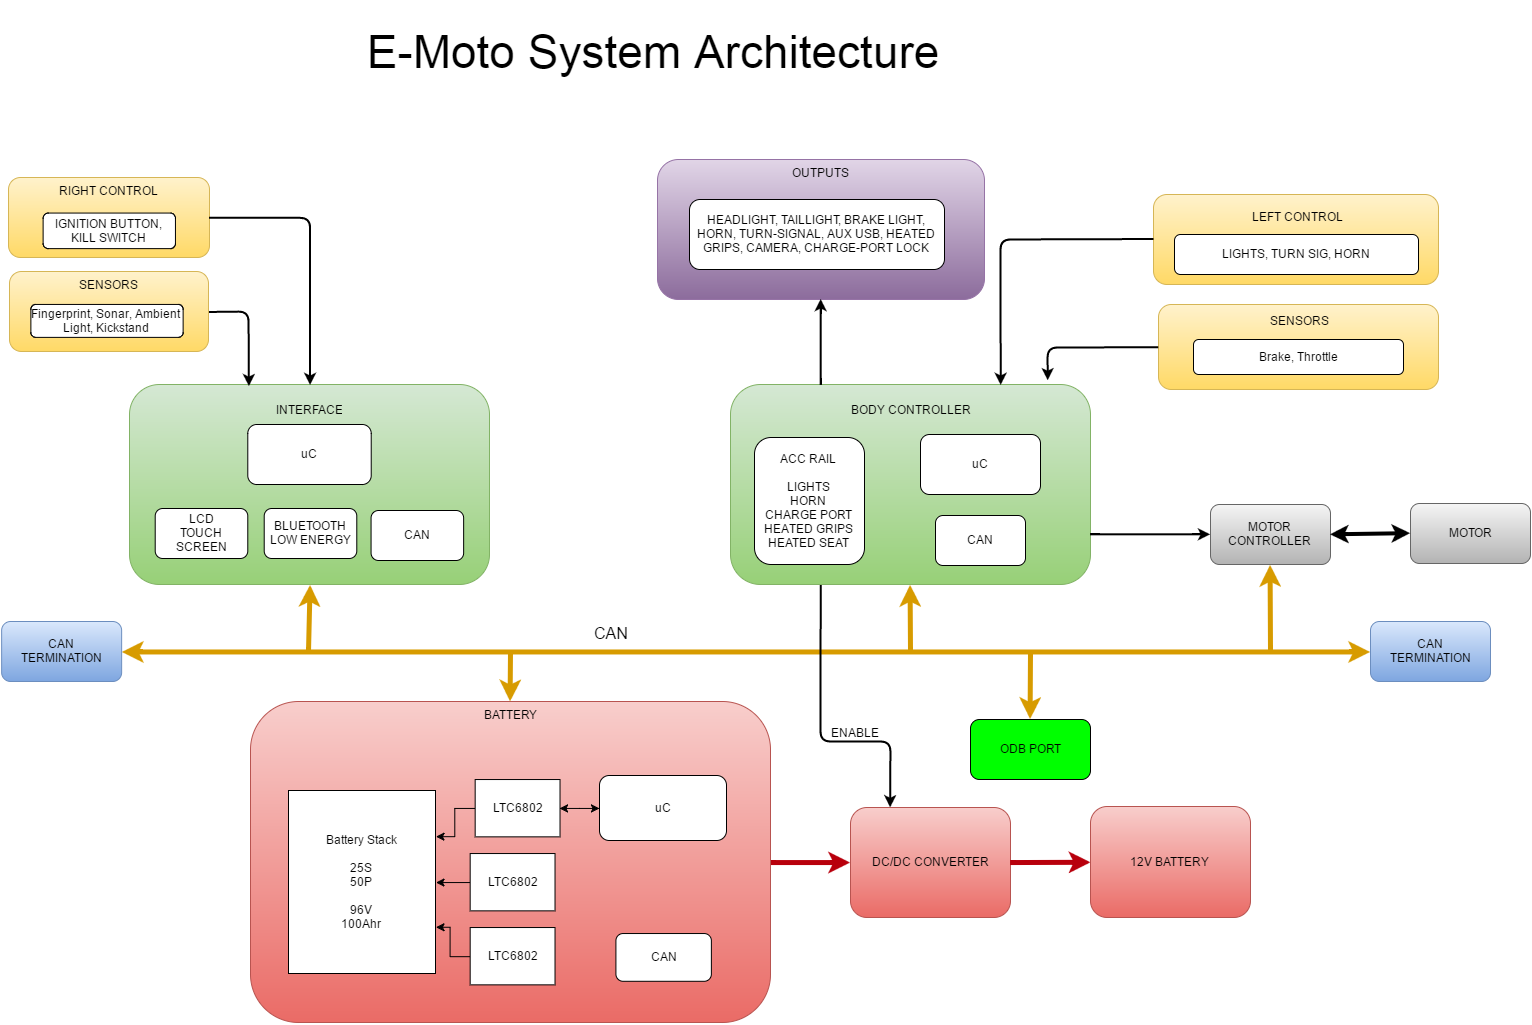 E-Moto System Architecture
RIGHT CONTROL
IGNITION BUTTON,
KILL SWITCH
SENSORS
Fingerprint, Sonar, Ambient
Light, Kickstand
OUTPUTS
HEADLIGHT, TAILLIGHT, BRAKE LIGHT,
HORN, TURN-SIGNAL, AUX USB, HEATED
GRIPS, CAMERA, CHARGE-PORT LOCK
LEFT CONTROL
LIGHTS, TURN SIG, HORN
SENSORS
Brake, Throttle
INTERFACE
uC
LCD
TOUCH
SCREEN
BLUETOOTH
LOW ENERGY
CAN
BODY CONTROLLER
ACC RAIL
LIGHTS
HORN
CHARGE PORT
HEATED GRIPS
HEATED SEAT
uC
CAN
MOTOR
CONTROLLER
MOTOR
CAN
TERMINATION
CAN
CAN
TERMINATION
BATTERY
Battery Stack
25S
50P
96V
100Ahr
LTC6802
uC
LTC6802
LTC6802
CAN
ENABLE
ODB PORT
DC/DC CONVERTER
12V BATTERY